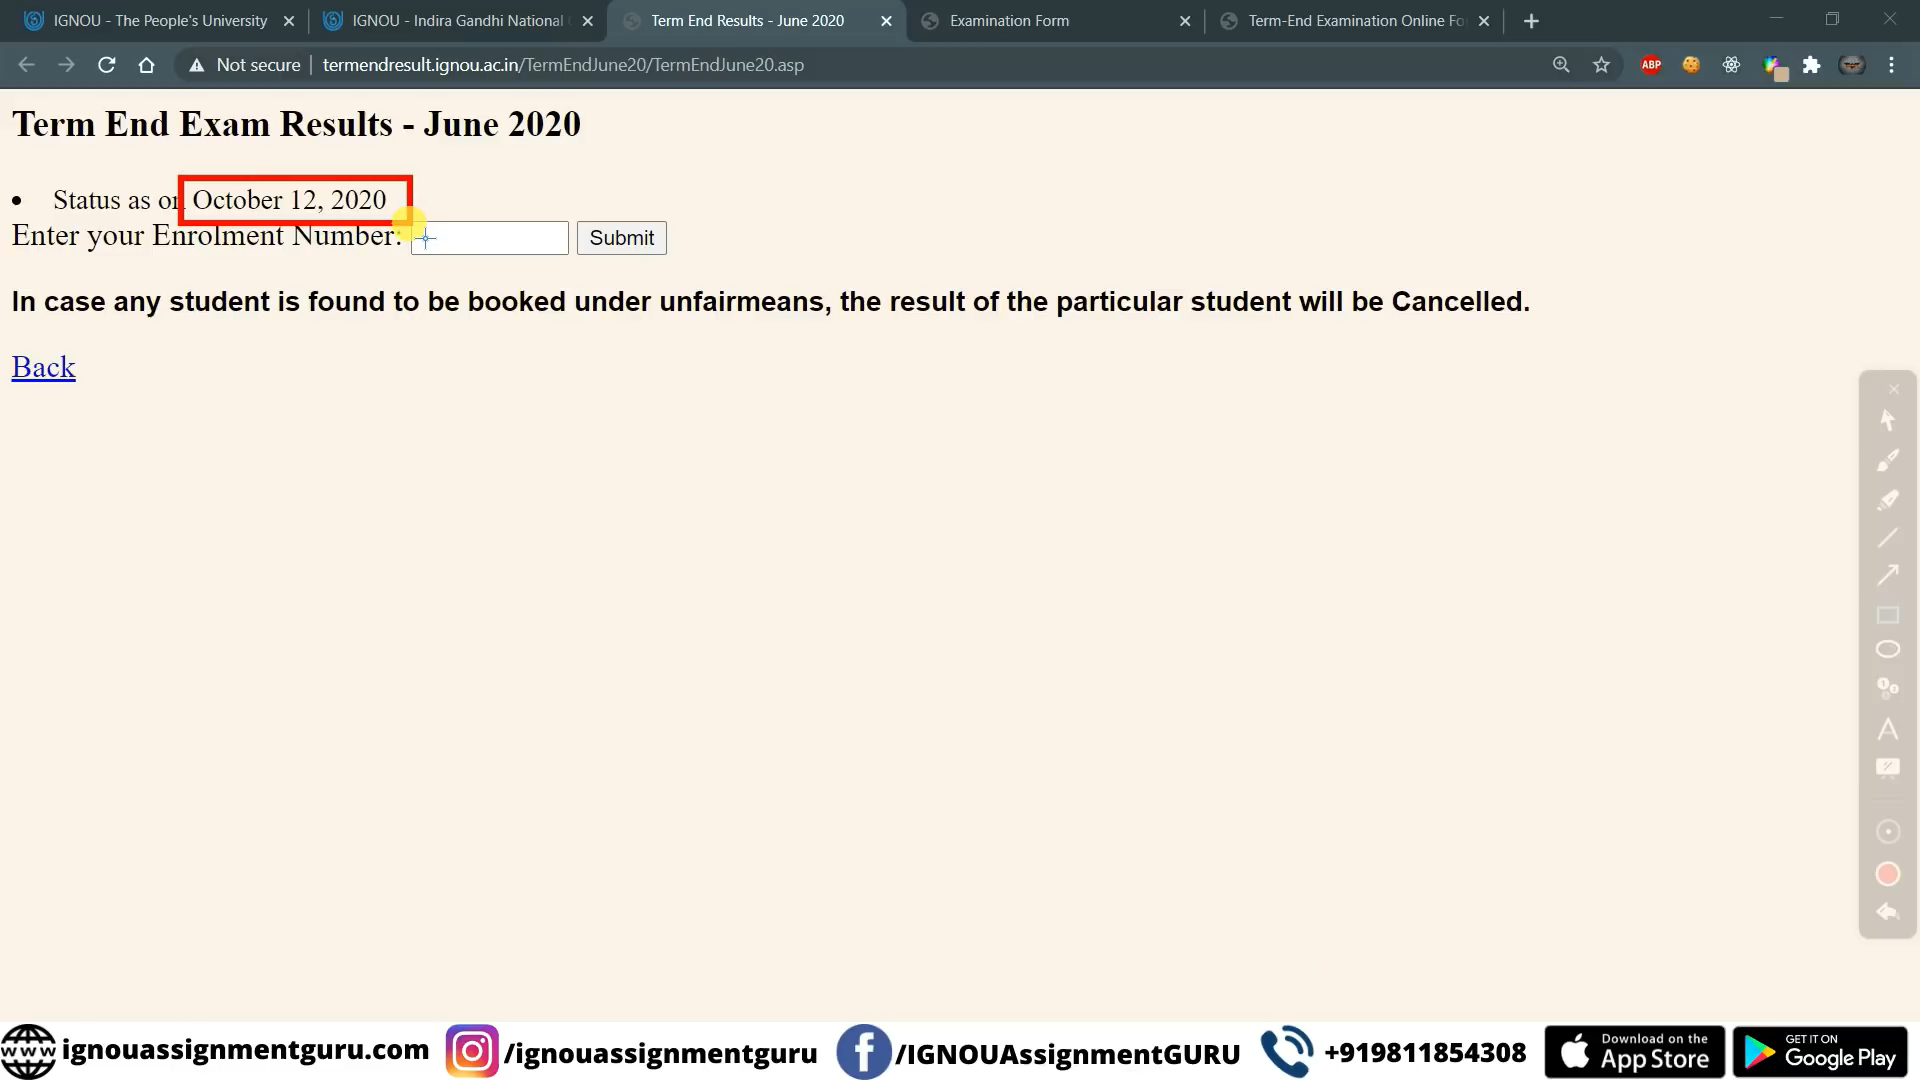 IGNOU - The People's University
IGNOU - Indira Gandhi National
Term End Results - June 2020
Examination Form
Term-End Examination Online Fo
Not secure
termendresult.ignou.ac.in/TermEndJune20/TermEndJune20.asp
ABP
Term End Exam Results - June 2020
Status as on October 12, 2020
Enter your Enrolment Number: Submit
In case any student is found to be booked under unfairmeans, the result of the particular student will be Cancelled.
Back
A
www ignouassignmentguru.com
/ignouassignmentguru
/IGNOUAssignmentGURU
+919811854308
Download on the
App Store
GET IT ON
Google Play